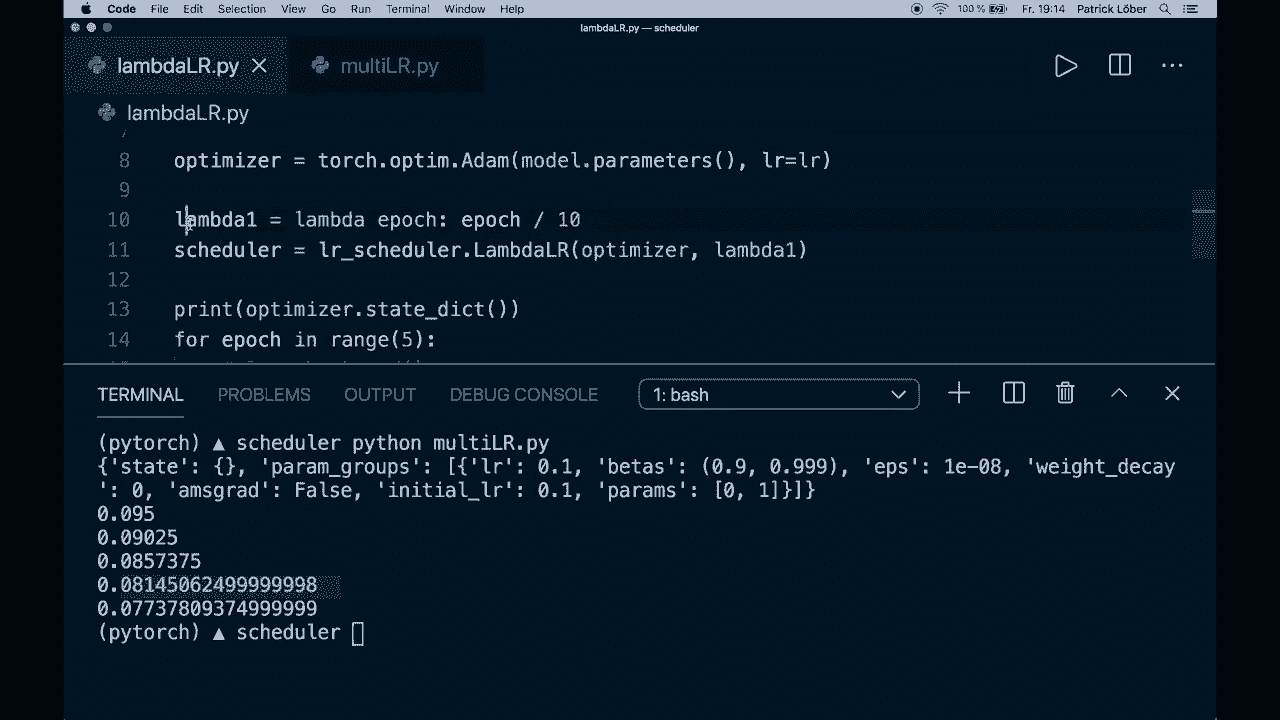 Code File Edit Selection View Go Run Terminal Window Help 100 % Fr. 19:14 Patrick Löber
lambdaLR.py — scheduler
lambdaLR.py multiLR.py
lambdaLR.py
7
8 optimizer = torch.optim.Adam(model.parameters(), lr=lr)
9
10 lambda1 = lambda epoch: epoch / 10
11 scheduler = lr_scheduler.LambdaLR(optimizer, lambda1)
12
13 print(optimizer.state_dict())
14 for epoch in range(5):
TERMINAL PROBLEMS OUTPUT DEBUG CONSOLE 1: bash
(pytorch) ▲ scheduler python multiLR.py
{'state': {}, 'param_groups': [{'lr': 0.1, 'betas': (0.9, 0.999), 'eps': 1e-08, 'weight_decay
': 0, 'amsgrad': False, 'initial_lr': 0.1, 'params': [0, 1]}]}
0.095
0.09025
0.0857375
0.08145062499999998
0.07737809374999999
(pytorch) ▲ scheduler